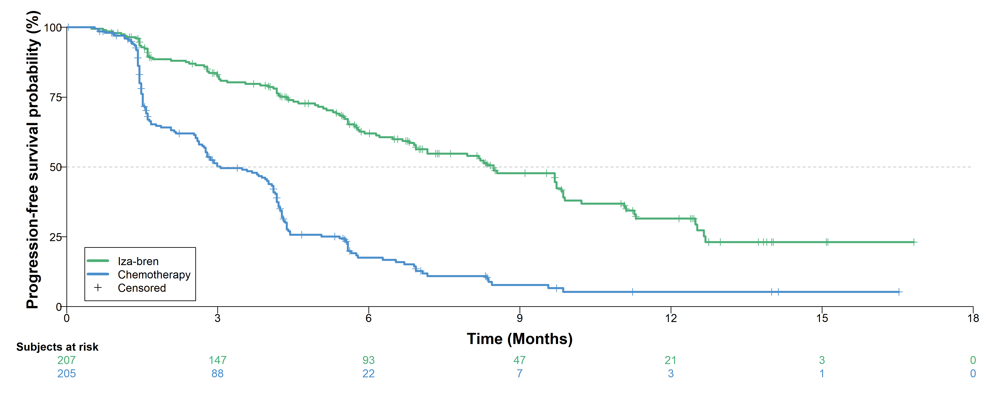 Progression-free survival probability (%)
100
75
50
25
0
Iza-bren
Chemotherapy
Censored
0 3 6 9 12 15 18
Time (Months)
Subjects at risk
207 147 93 47 21 3 0
205 88 22 7 3 1 0